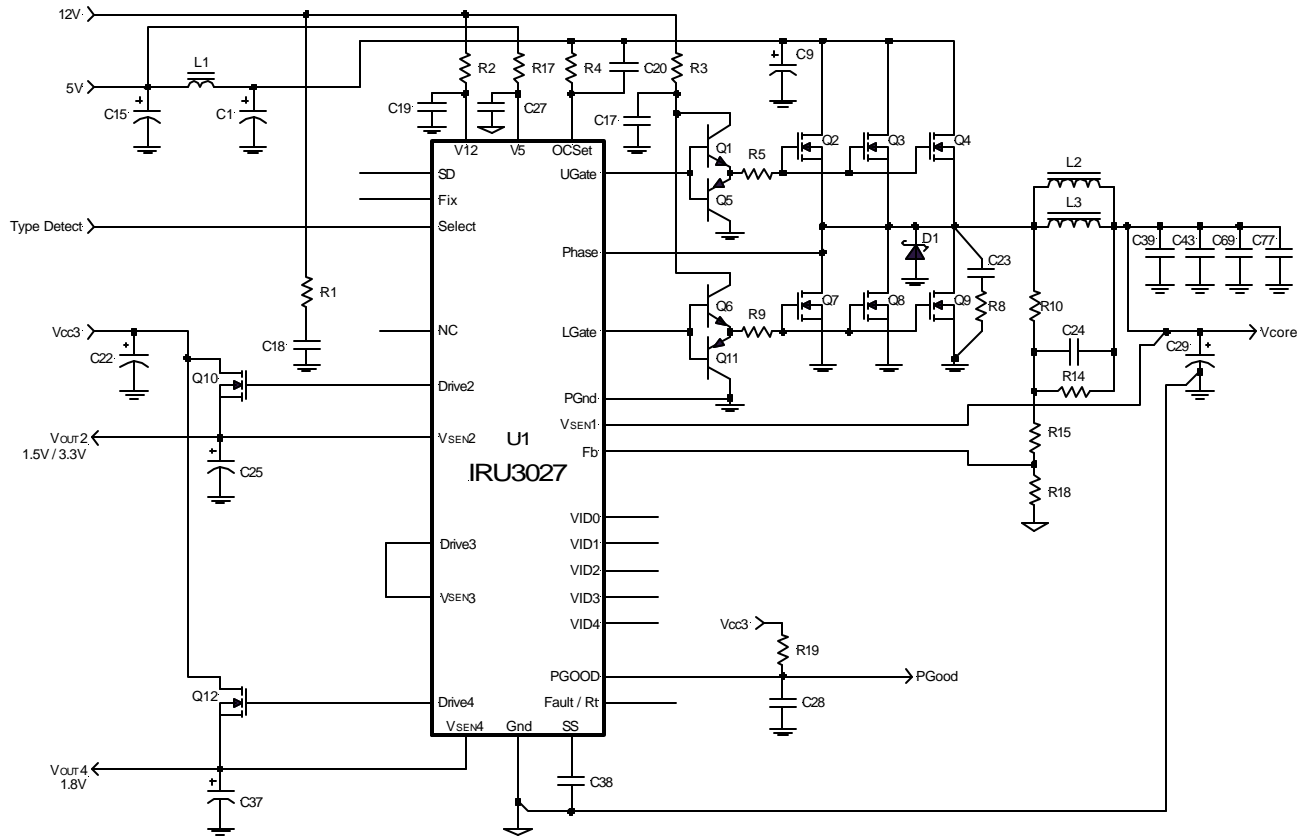 12V
L1
5V
C15
C1
R2
R17
R4
C20
R3
C9
C19
C27
C17
V12
V5
OCSet
Q1
R5
Q2
Q3
Q4
SD
Fix
UGate
Q5
L2
L3
Type Detect
Select
Phase
D1
C23
C39
C43
C69
C77
R1
Q6
R9
Q7
Q8
Q9
R8
R10
Vcc3
NC
LGate
Q11
C24
Vcore
C22
C18
C29
Q10
Drive2
PGnd
R14
VOUT2
1.5V / 3.3V
VSEN2
U1
IRU3027
VSEN1
Fb
R15
C25
R18
VID0
Drive3
VID1
VID2
VSEN3
VID3
VID4
Vcc3
R19
PGOOD
PGood
Q12
Drive4
Fault / Rt
C28
VSEN4
Gnd
SS
VOUT4
1.8V
C38
C37